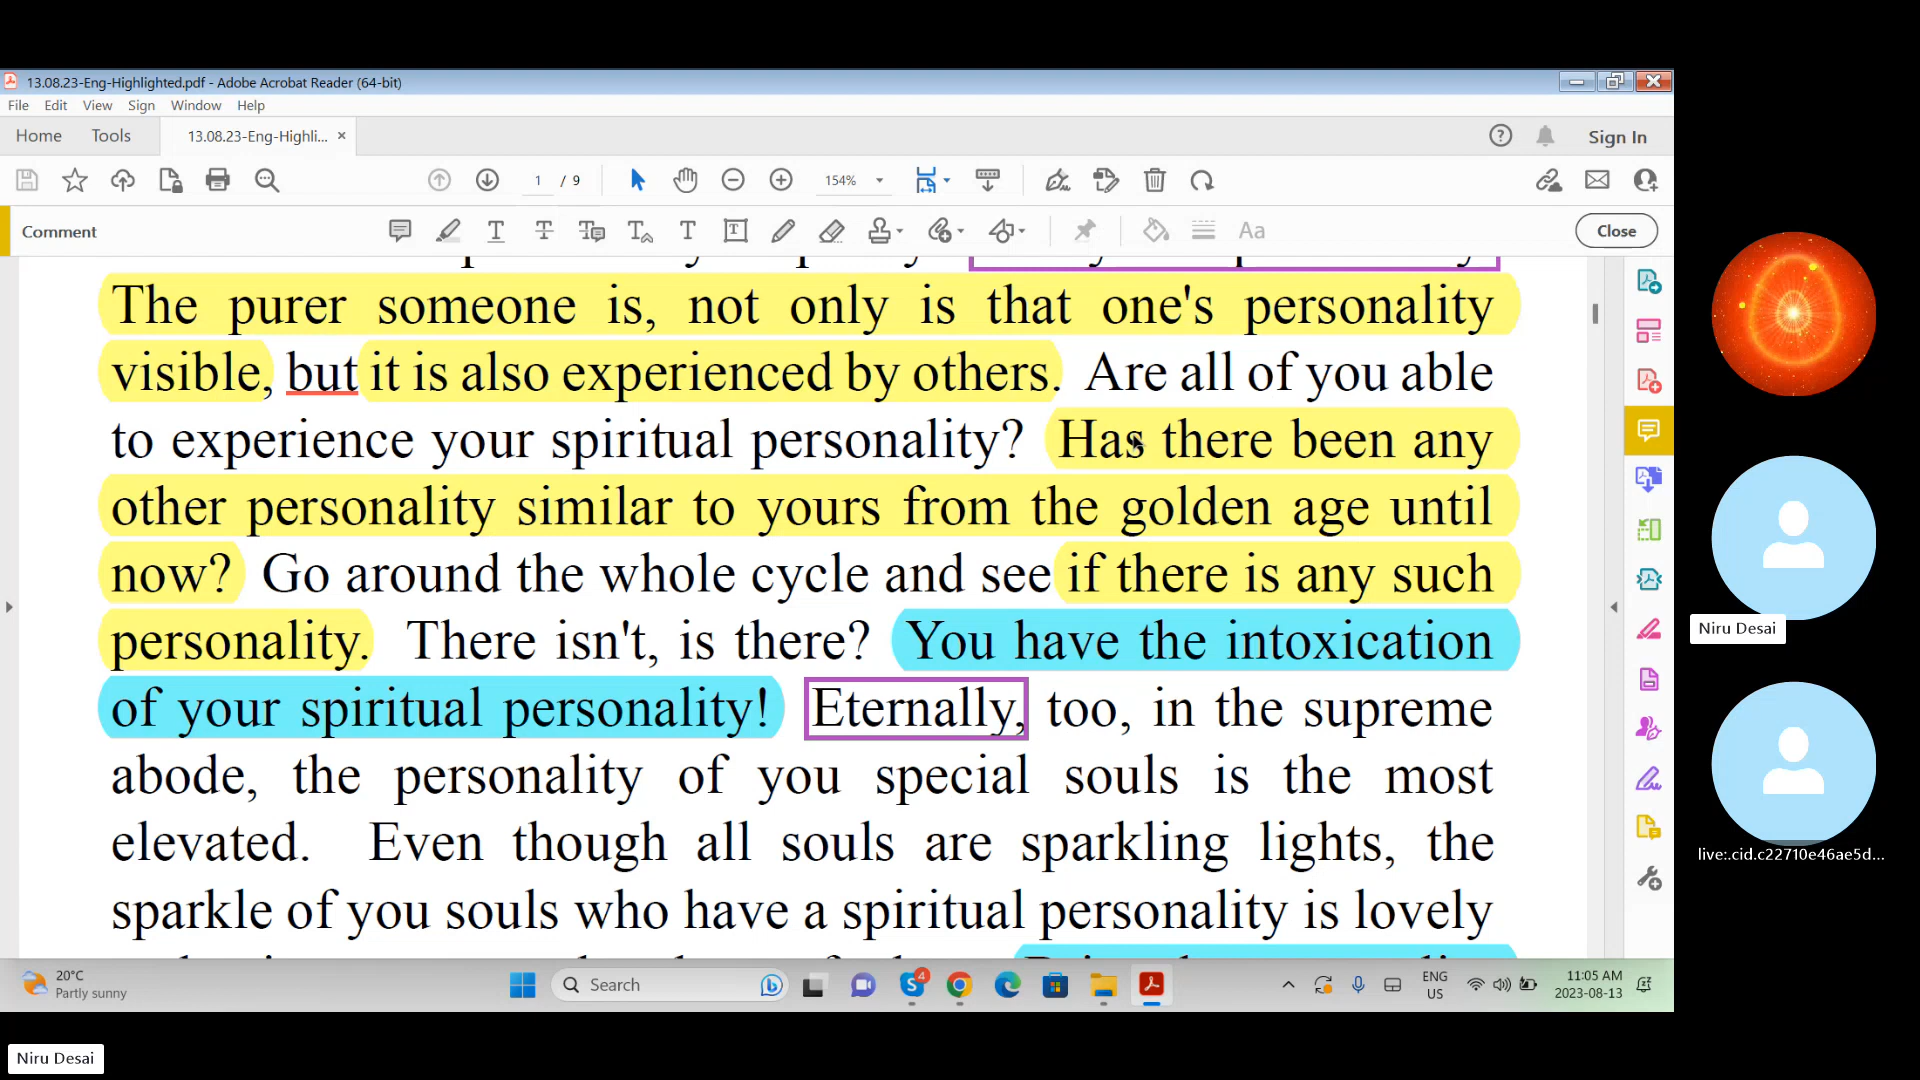 13.08.23-Eng-Highlighted.pdf - Adobe Acrobat Reader (64-bit)
File Edit View Sign Window Help
Home Tools 13.08.23-Eng-Highli... × Sign In
1 / 9 154%
Comment Close
The purer someone is, not only is that one's personality
visible, but it is also experienced by others. Are all of you able
to experience your spiritual personality? Has there been any
other personality similar to yours from the golden age until
now? Go around the whole cycle and see if there is any such
personality. There isn't, is there? You have the intoxication
of your spiritual personality! Eternally, too, in the supreme
abode, the personality of you special souls is the most
elevated. Even though all souls are sparkling lights, the
sparkle of you souls who have a spiritual personality is lovely
Niru Desai
live:.cid.c22710e46ae5d...
20°C
Partly sunny
Search
4
ENG
US
11:05 AM
2023-08-13
Niru Desai